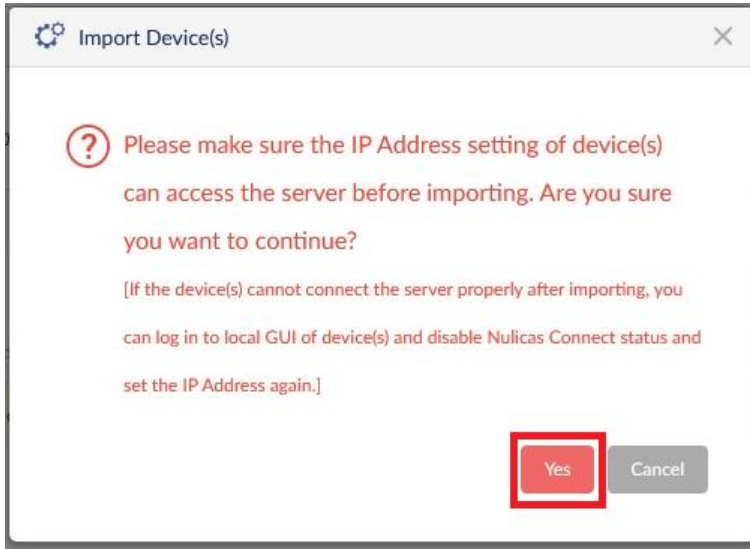 Import Device(s)
Please make sure the IP Address setting of device(s)
can access the server before importing. Are you sure
you want to continue?
[If the device(s) cannot connect the server properly after importing, you
can log in to local GUI of device(s) and disable Nulicas Connect status and
set the IP Address again.]
Yes Cancel